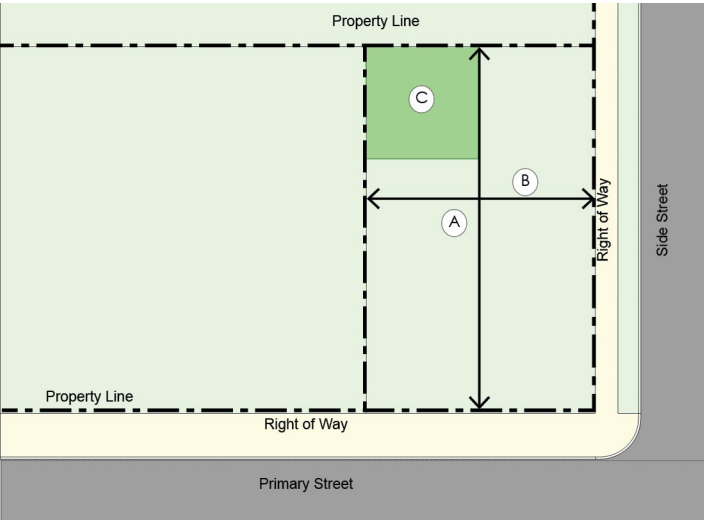 Property Line
C
B
A
Right of Way
Side Street
Property Line
Right of Way
Primary Street